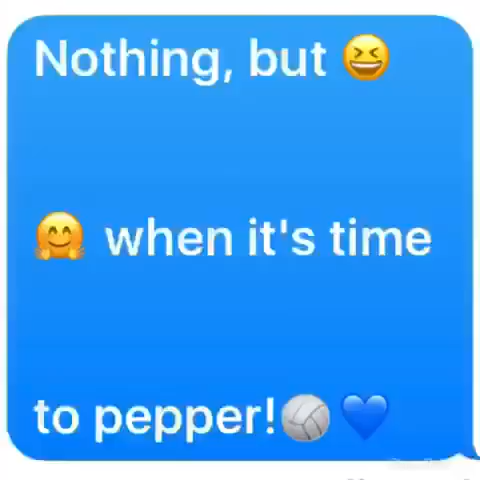 Nothing, but 😆
🤗 when it's time
to pepper!🏐💙